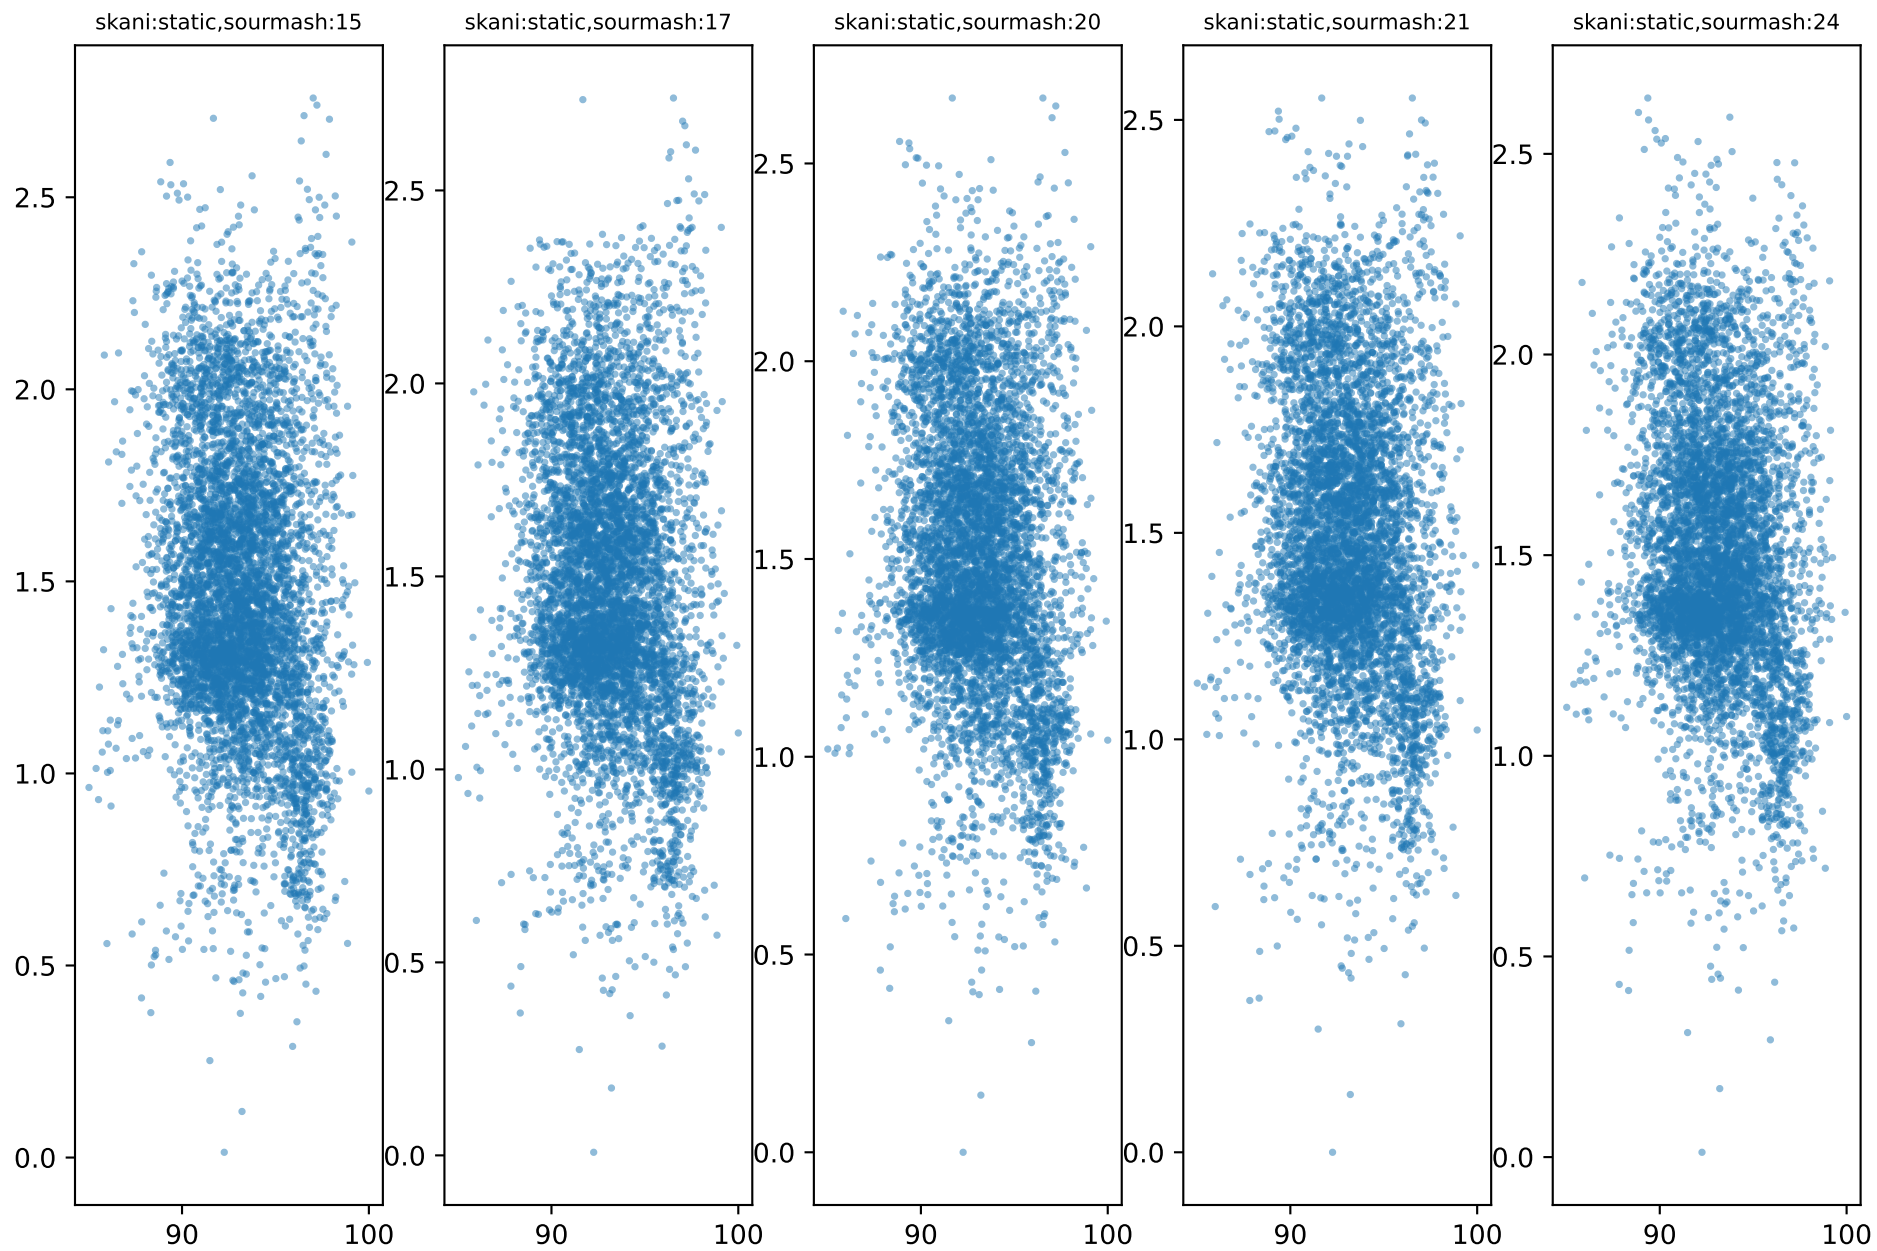 skani:static,sourmash:15 skani:static,sourmash:17 skani:static,sourmash:20 skani:static,sourmash:21 skani:static,sourmash:24
2.5 2.5 2.5 2.5 2.5
2.0 2.0 2.0 2.0 2.0
1.5 1.5 1.5 1.5 1.5
1.0 1.0 1.0 1.0 1.0
0.5 0.5 0.5 0.5 0.5
0.0 0.0 0.0 0.0 0.0
90 100 90 100 90 100 90 100 90 100